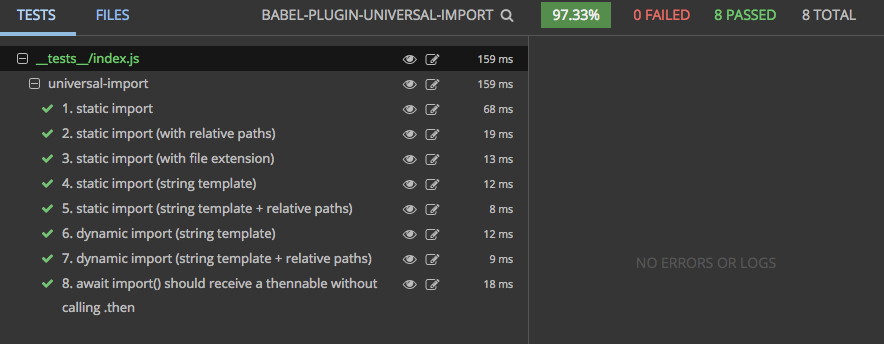 TESTS FILES BABEL-PLUGIN-UNIVERSAL-IMPORT 97.33% 0 FAILED 8 PASSED 8 TOTAL
__tests__/index.js 159 ms
universal-import 159 ms
1. static import 68 ms
2. static import (with relative paths) 19 ms
3. static import (with file extension) 13 ms
4. static import (string template) 12 ms
5. static import (string template + relative paths) 8 ms
6. dynamic import (string template) 12 ms
7. dynamic import (string template + relative paths) 9 ms
NO ERRORS OR LOGS
8. await import() should receive a thennable without 18 ms
calling .then